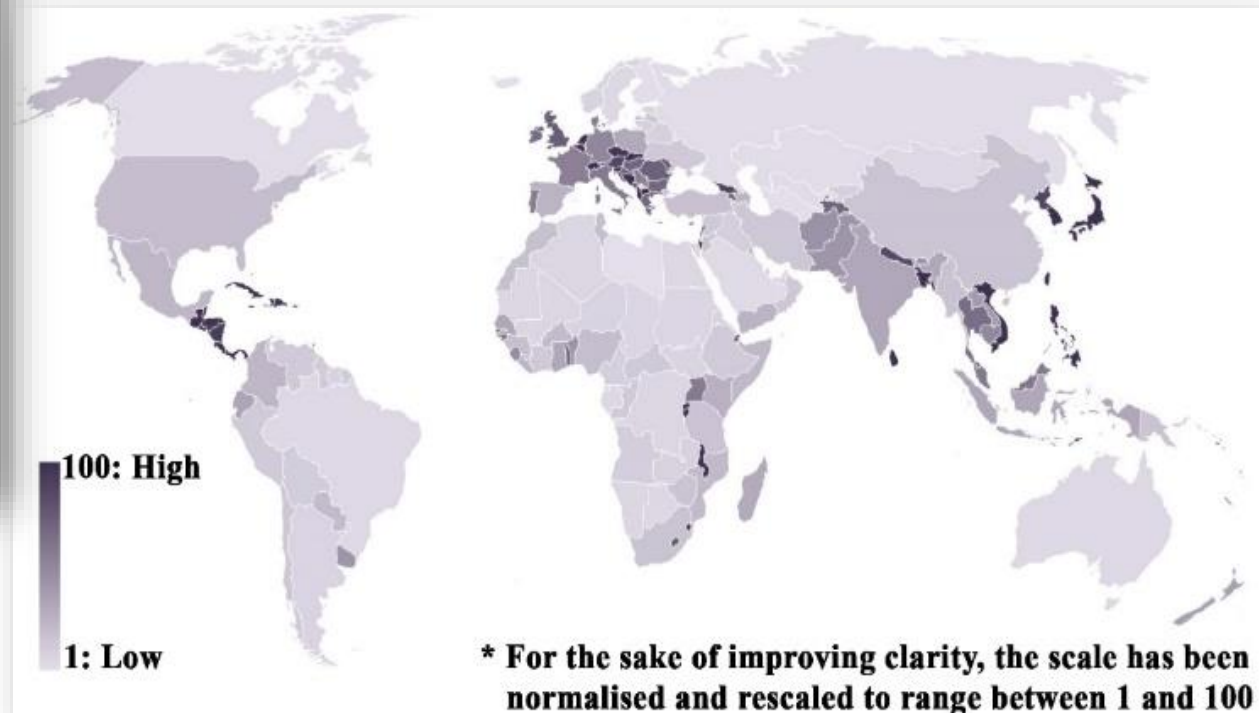 100: High
1: Low
* For the sake of improving clarity, the scale has been
normalised and rescaled to range between 1 and 100